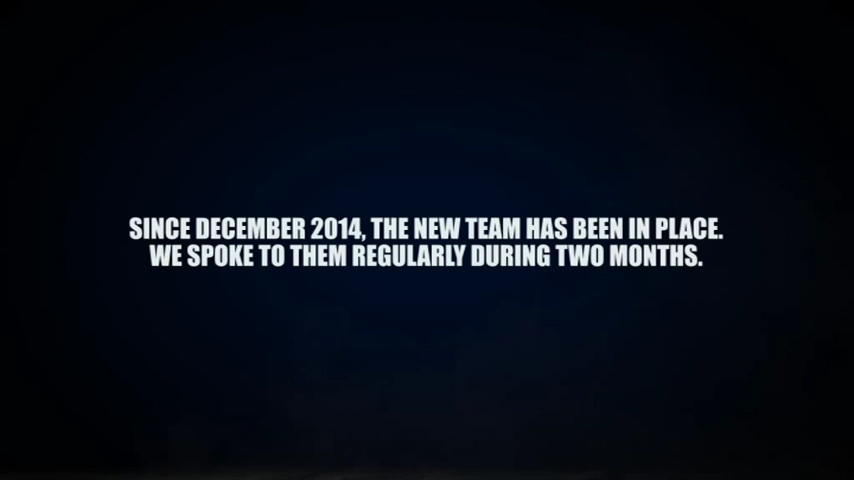 SINCE DECEMBER 2014, THE NEW TEAM HAS BEEN IN PLACE.
WE SPOKE TO THEM REGULARLY DURING TWO MONTHS.